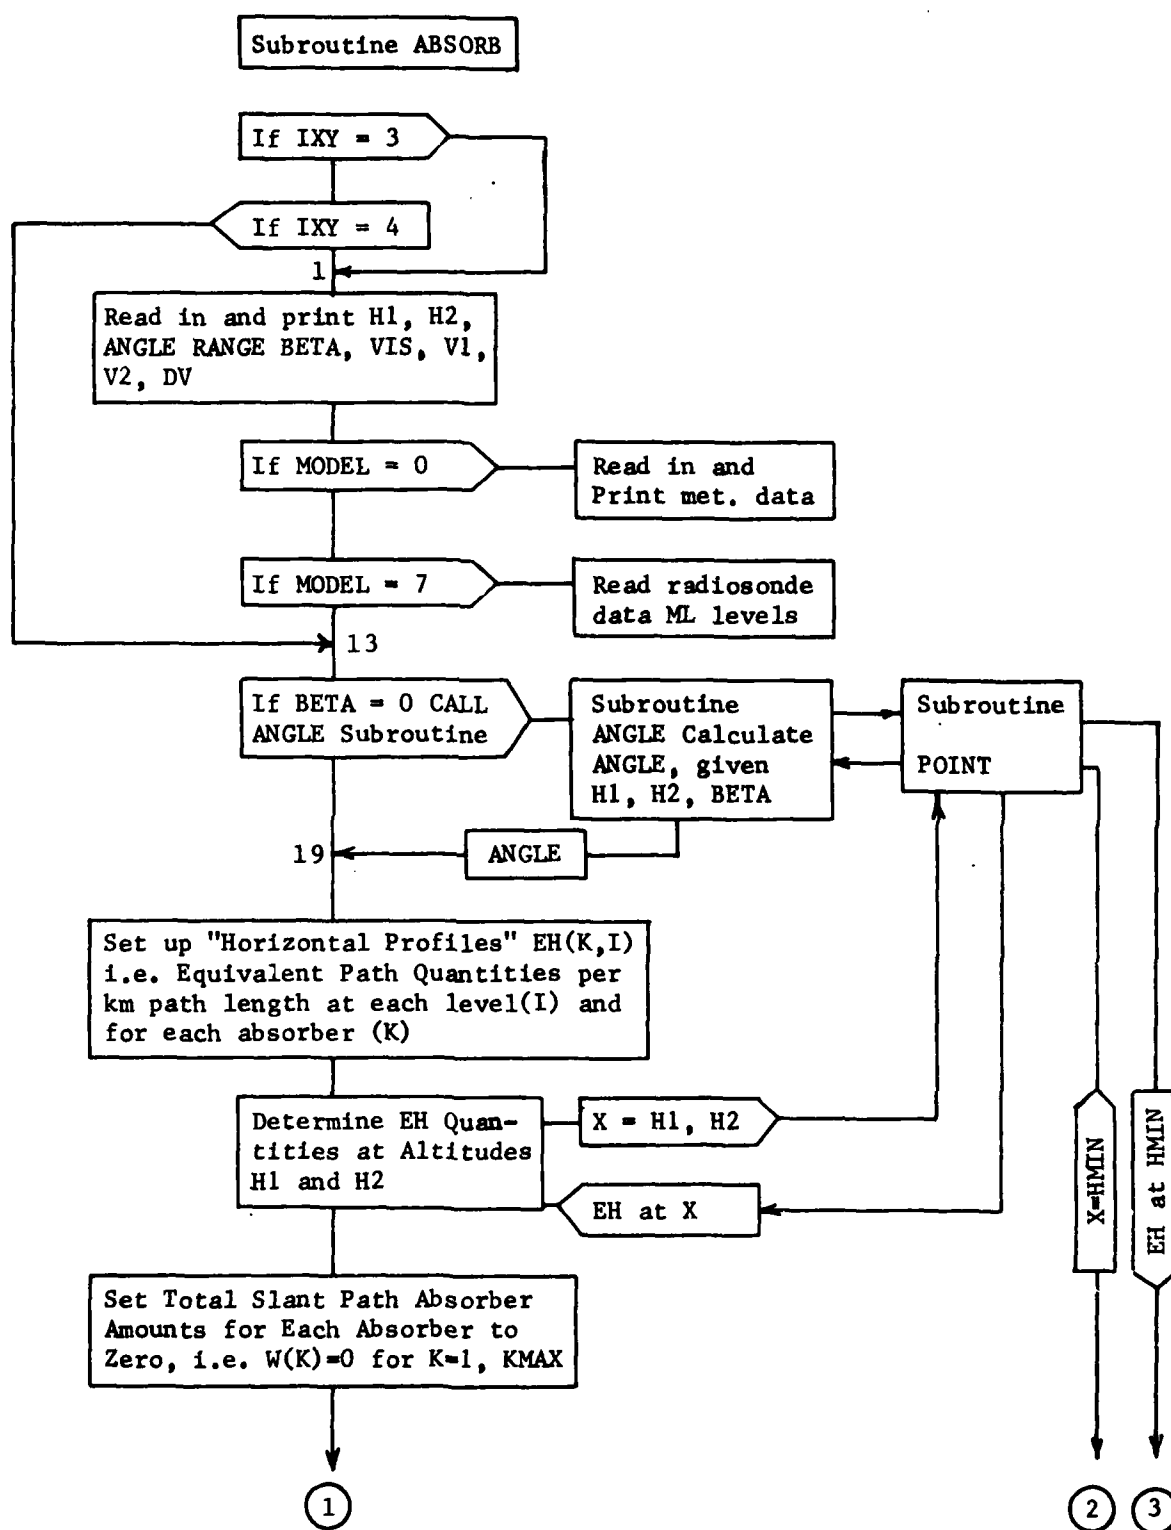 Subroutine ABSORB
If IXY = 3
If IXY = 4
1
Read in and print H1, H2,
ANGLE RANGE BETA, VIS, V1,
V2, DV
If MODEL = 0
Read in and
Print met. data
If MODEL = 7
Read radiosonde
data ML levels
13
If BETA = 0 CALL
ANGLE Subroutine
Subroutine
ANGLE Calculate
ANGLE, given
H1, H2, BETA
Subroutine
POINT
19
ANGLE
Set up "Horizontal Profiles" EH(K,I)
i.e. Equivalent Path Quantities per
km path length at each level(I) and
for each absorber (K)
Determine EH Quan-
tities at Altitudes
H1 and H2
X = H1, H2
EH at X
X=HMIN
EH at HMIN
Set Total Slant Path Absorber
Amounts for Each Absorber to
Zero, i.e. W(K)=0 for K=1, KMAX
1
2
3